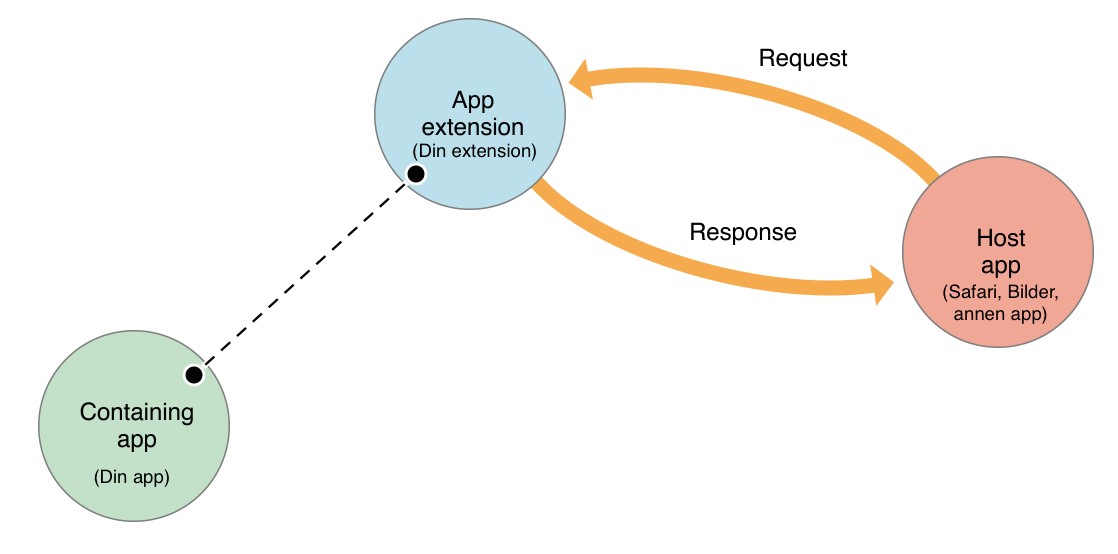 Request
App
extension
(Din extension)
Response
Host
app
(Safari, Bilder,
annen app)
Containing
app
(Din app)